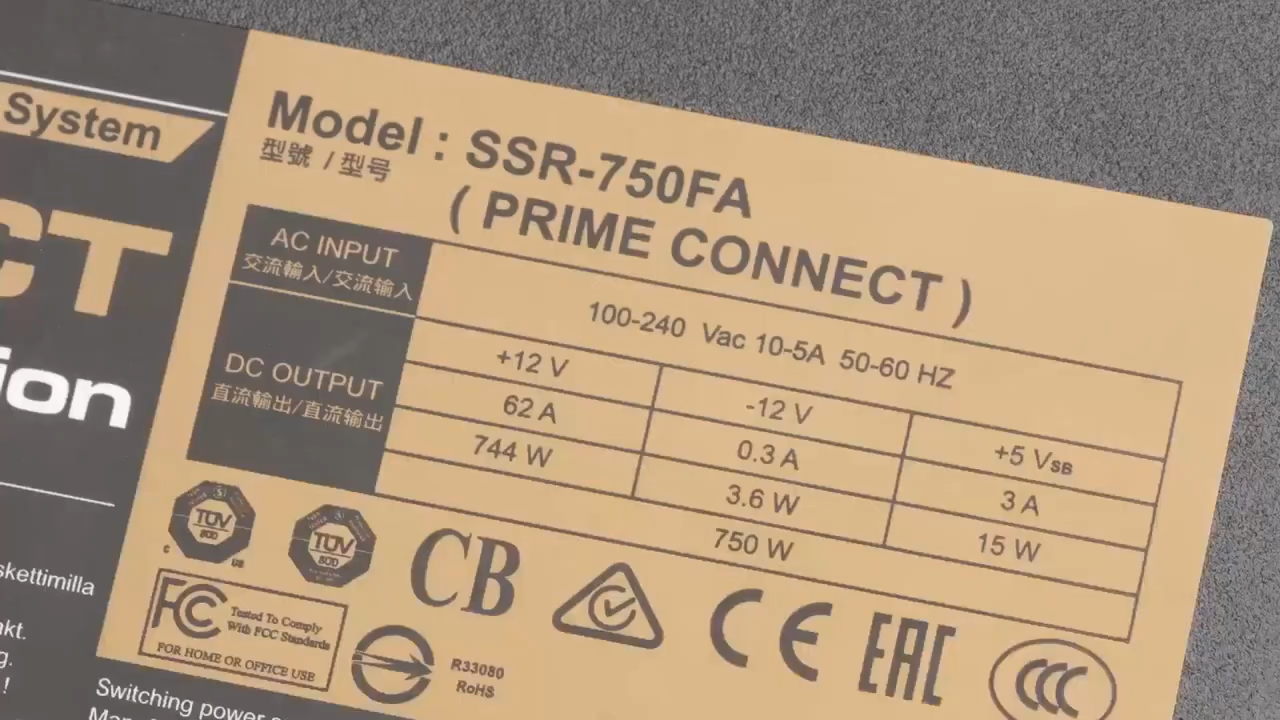 System
CT
ion
skettimilla
akt.
g.
!
Model : SSR-750FA
型號 / 型号
( PRIME CONNECT )
AC INPUT
交流輸入/交流输入
100-240 Vac 10-5A 50-60 HZ
DC OUTPUT
直流輸出/直流输出
+12 V
-12 V
+5 VSB
62 A
0.3 A
3 A
744 W
3.6 W
15 W
750 W
TÜV
SÜD
C
US
TÜV
SÜD
CB
CE
EAC
CCC
FCC
Tested To Comply
With FCC Standards
FOR HOME OR OFFICE USE
R33080
RoHS
Switching power s